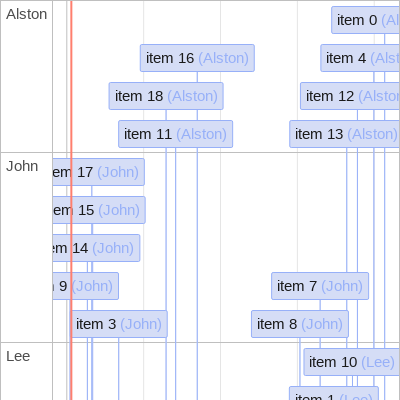 Alston
item 0 (Al
item 16 (Alston)
item 4 (Alsto
item 18 (Alston)
item 12 (Alston
item 11 (Alston)
item 13 (Alston)
John
em 17 (John)
em 15 (John)
em 14 (John)
9 (John)
item 7 (John)
item 3 (John)
item 8 (John)
Lee
item 10 (Lee)
item 1 (Lee)